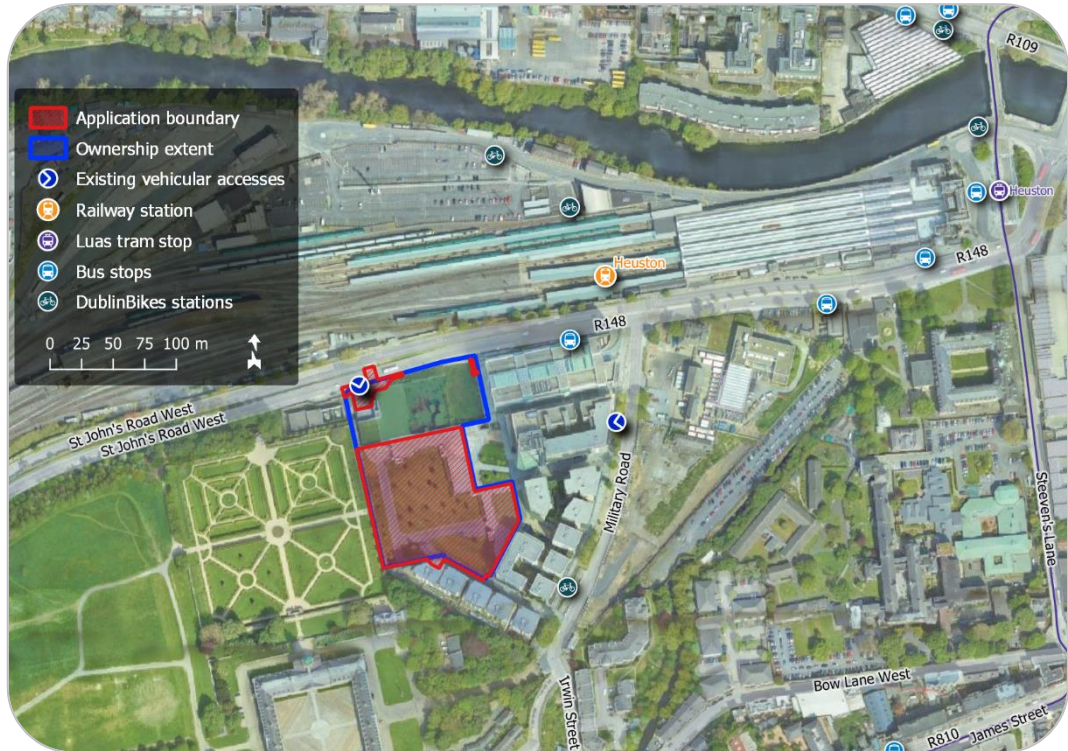 R109
Application boundary
Ownership extent
Existing vehicular accesses
Railway station
Luas tram stop
Bus stops
DublinBikes stations
0 25 50 75 100 m
Heuston
Heuston
R148
R148
St John's Road West
St John's Road West
Military Road
Steeven's Lane
Irwin Street
Bow Lane West
R810
James Street